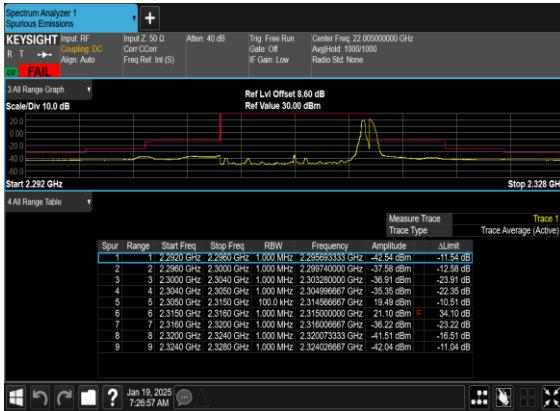 Spectrum Analyzer 1
Spurious Emissions
+
KEYSIGHT Input: RF Input Z: 50 Ω Atten: 40 dB Trig: Free Run Center Freq: 22.005000000 GHz
R T Coupling: DC Corr CCorr Gate: Off Avg|Hold: 1000/1000
Align: Auto Freq Ref: Int (S) IF Gain: Low Radio Std: None
FAIL
3 All Range Graph
Scale/Div 10.0 dB Ref Lvl Offset 8.60 dB
Ref Value 30.00 dBm
20.0
0.00
-20.0
-40.0
-60.0
Start 2.292 GHz Stop 2.328 GH
4 All Range Table
Measure Trace Trace 1
Trace Type Trace Average (Active)
Spur Range Start Freq Stop Freq RBW Frequency Amplitude ΔLimit
1 1 2.2920 GHz 2.2960 GHz 1.000 MHz 2.295693333 GHz -42.54 dBm -11.54 dB
2 2 2.2960 GHz 2.3000 GHz 1.000 MHz 2.299740000 GHz -37.58 dBm -12.58 dB
3 3 2.3000 GHz 2.3040 GHz 1.000 MHz 2.303280000 GHz -36.91 dBm -23.91 dB
4 4 2.3040 GHz 2.3050 GHz 1.000 MHz 2.304996667 GHz -35.35 dBm -22.35 dB
5 5 2.3050 GHz 2.3150 GHz 100.0 kHz 2.314566667 GHz 19.49 dBm -10.51 dB
6 6 2.3150 GHz 2.3160 GHz 1.000 MHz 2.315000000 GHz 21.10 dBm F 34.10 dB
7 7 2.3160 GHz 2.3200 GHz 1.000 MHz 2.316006667 GHz -36.22 dBm -23.22 dB
8 8 2.3200 GHz 2.3240 GHz 1.000 MHz 2.320073333 GHz -41.51 dBm -16.51 dB
9 9 2.3240 GHz 2.3280 GHz 1.000 MHz 2.324026667 GHz -42.04 dBm -11.04 dB
? Jan 19, 2025
7:26:57 AM